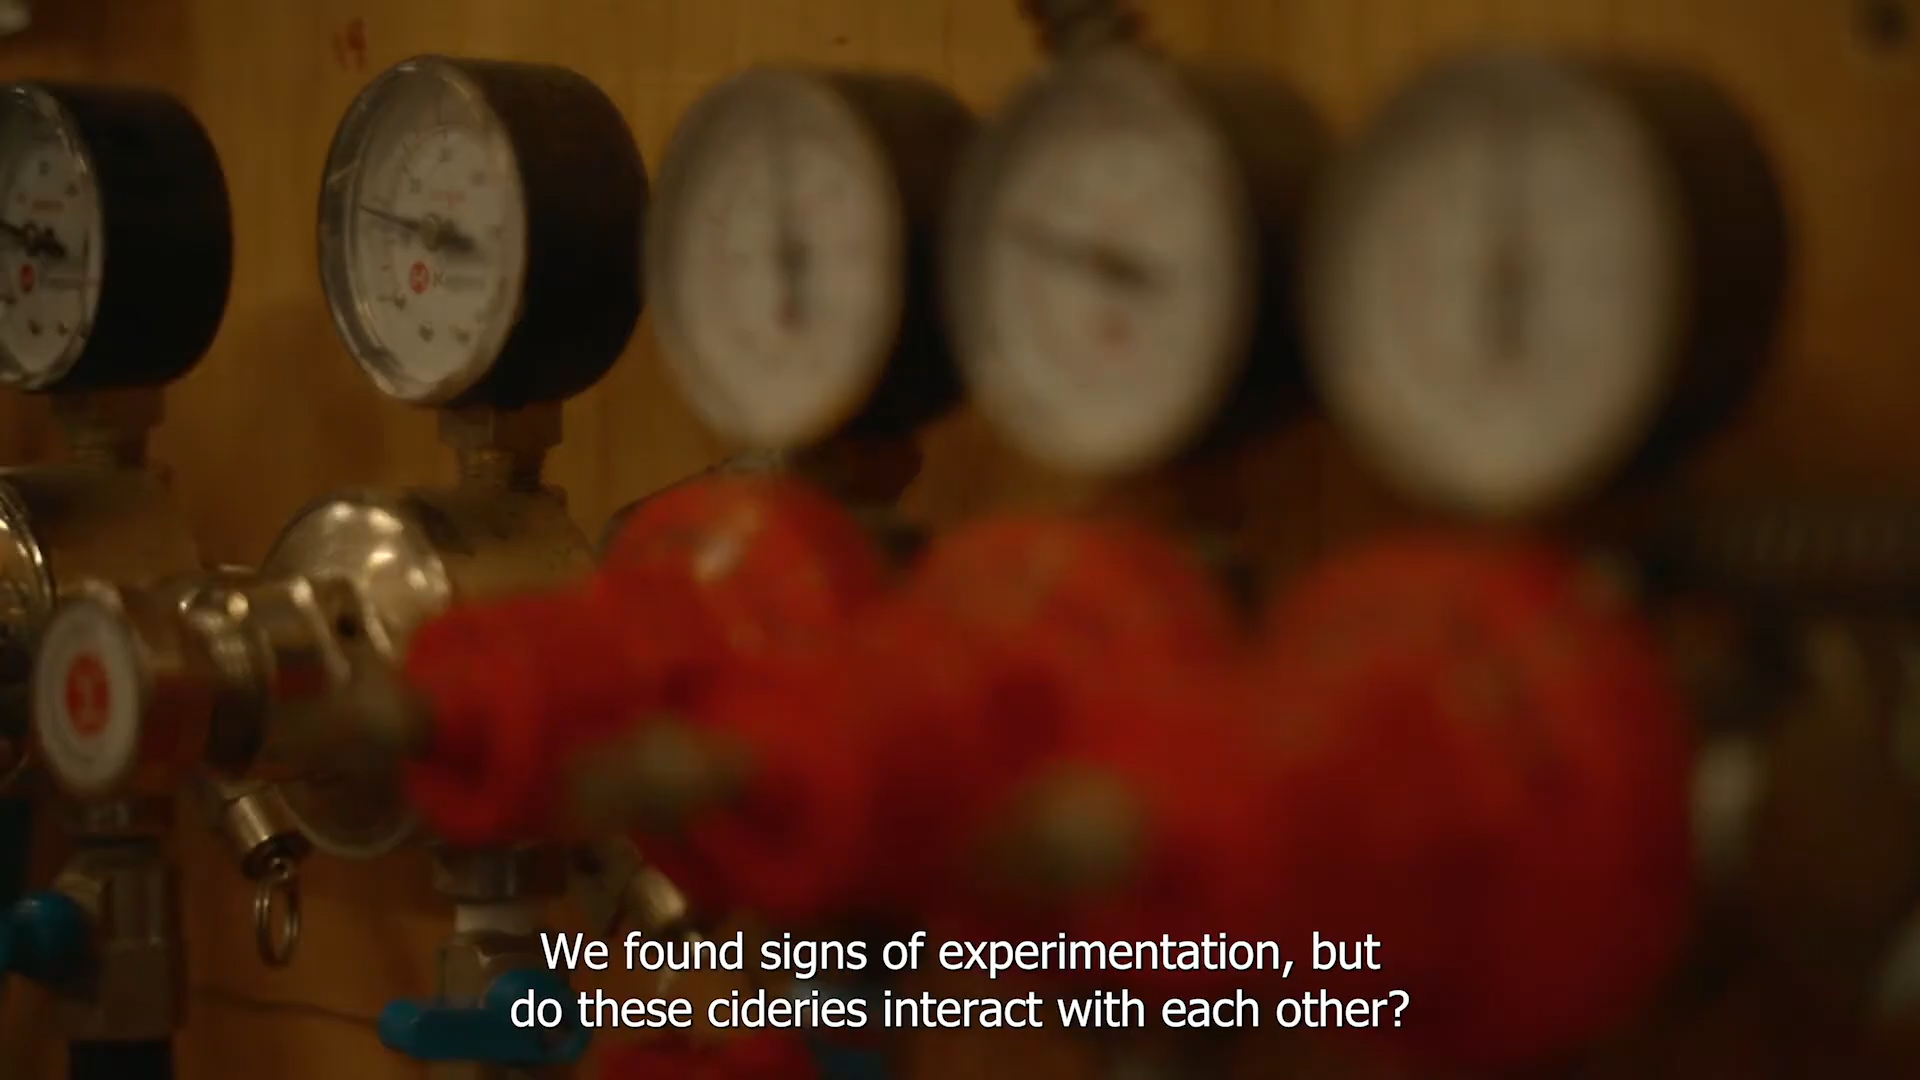 We found signs of experimentation, but
do these cideries interact with each other?